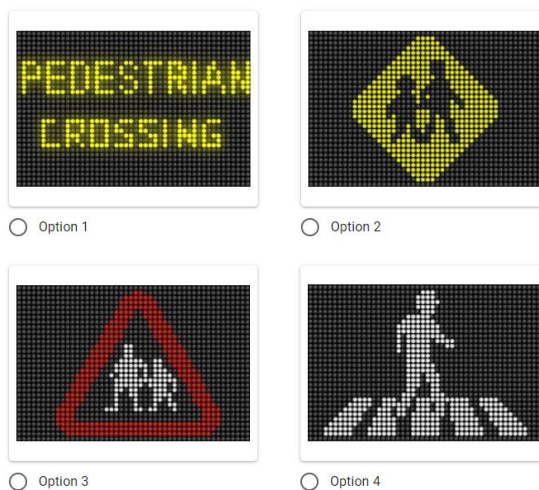 PEDESTRIAN
CROSSING
Option 1
Option 2
Option 3
Option 4